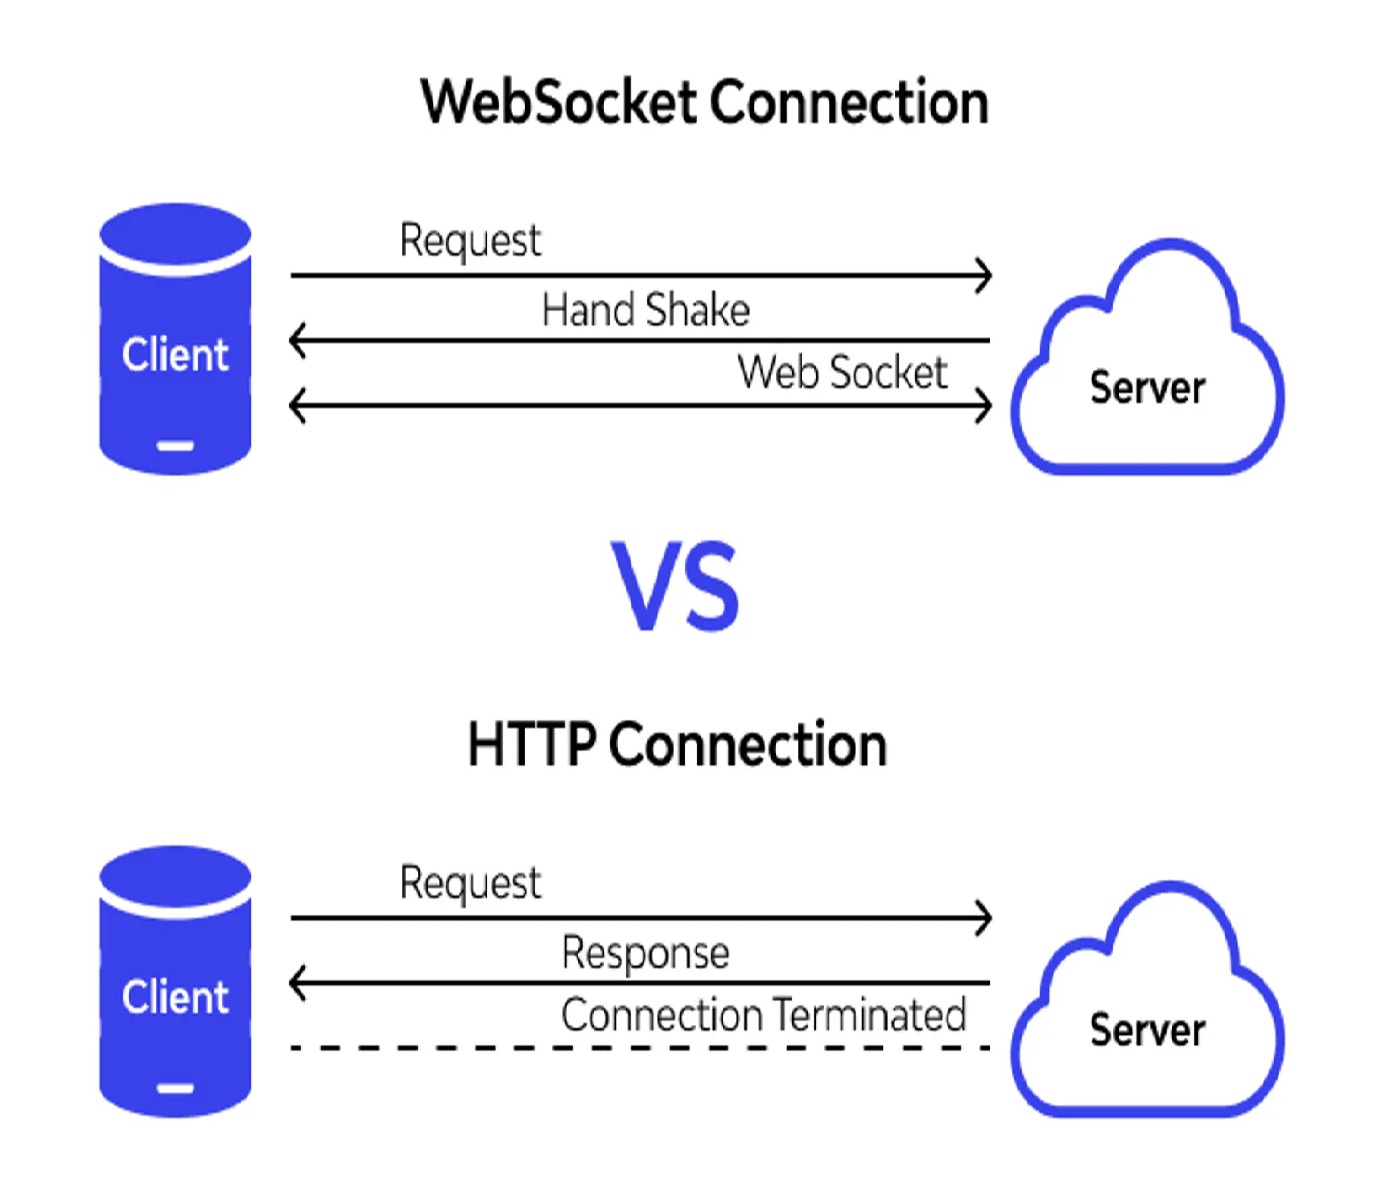 WebSocket Connection
Request
Hand Shake
Client
Web Socket
Server
VS
HTTP Connection
Request
Response
Client
Connection Terminated
Server